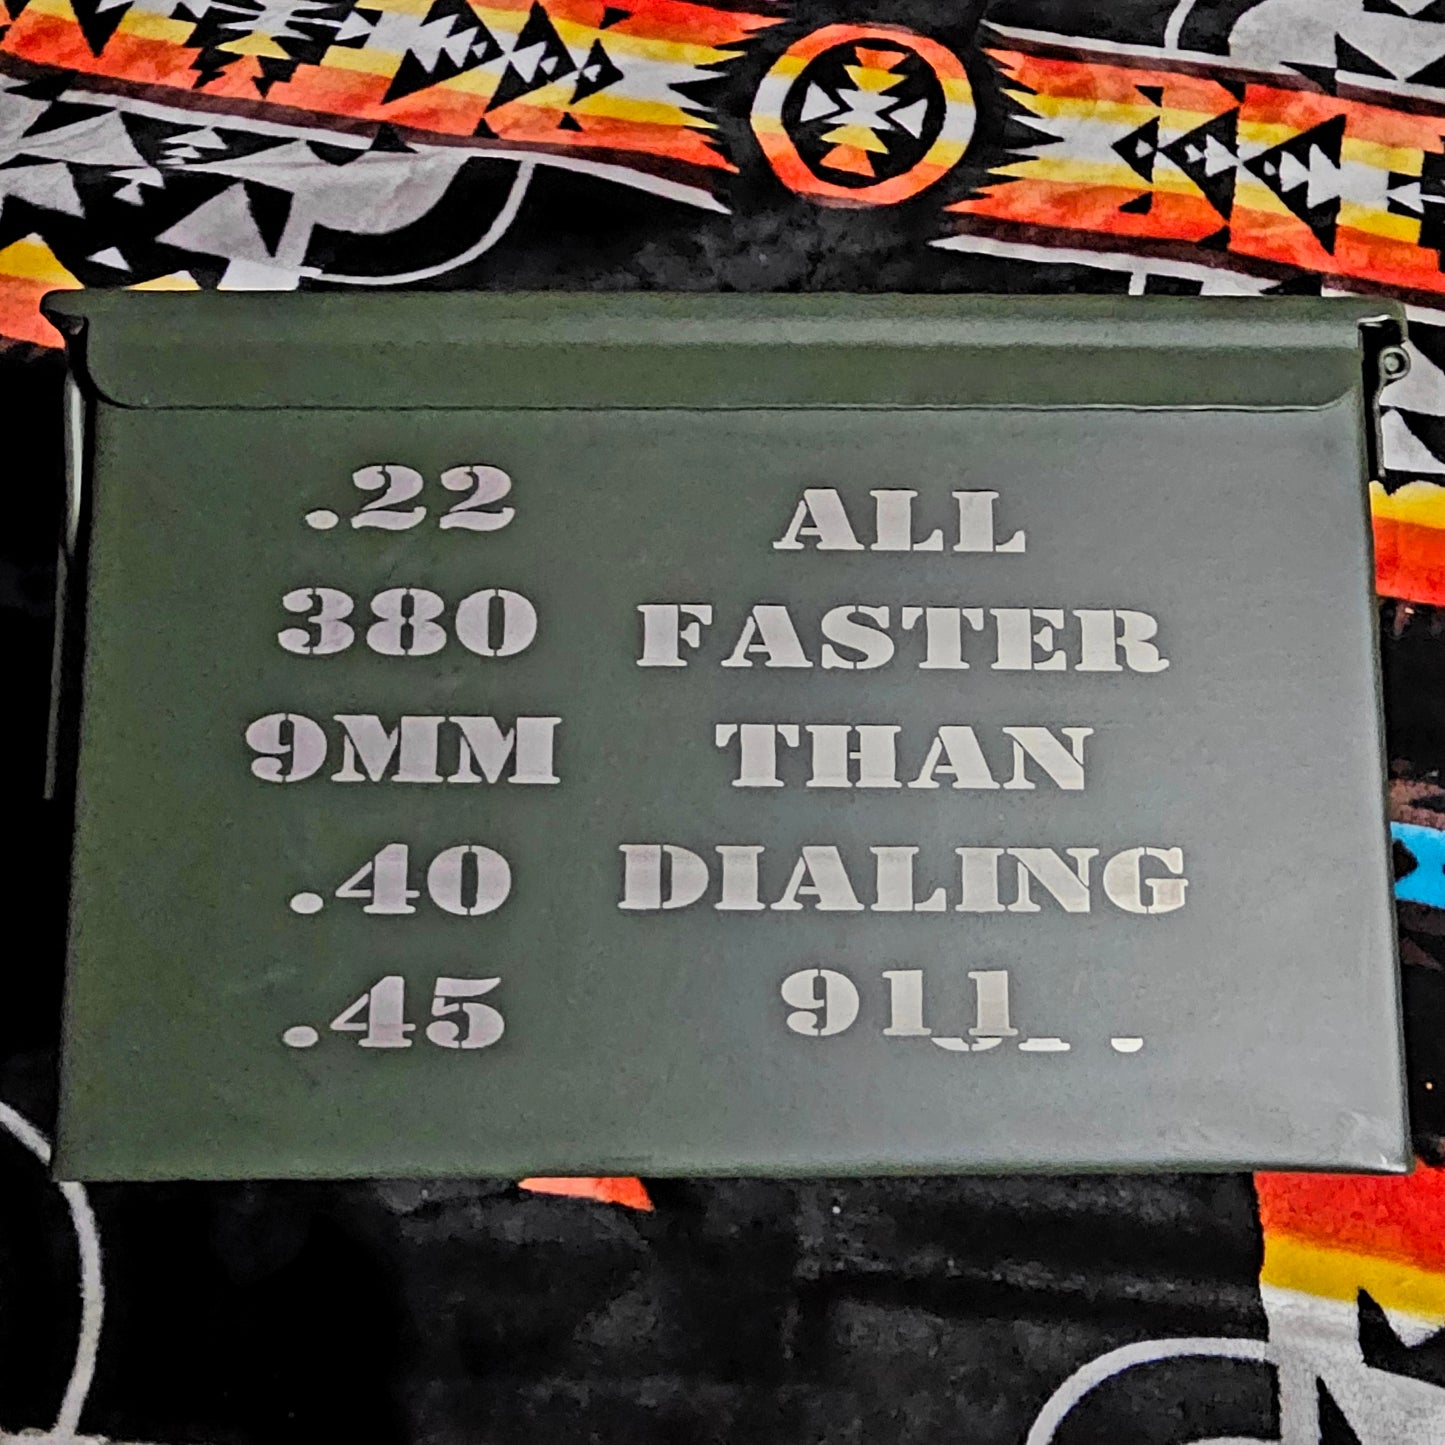 .22
380
9MM
.40
.45
ALL
FASTER
THAN
DIALING
911